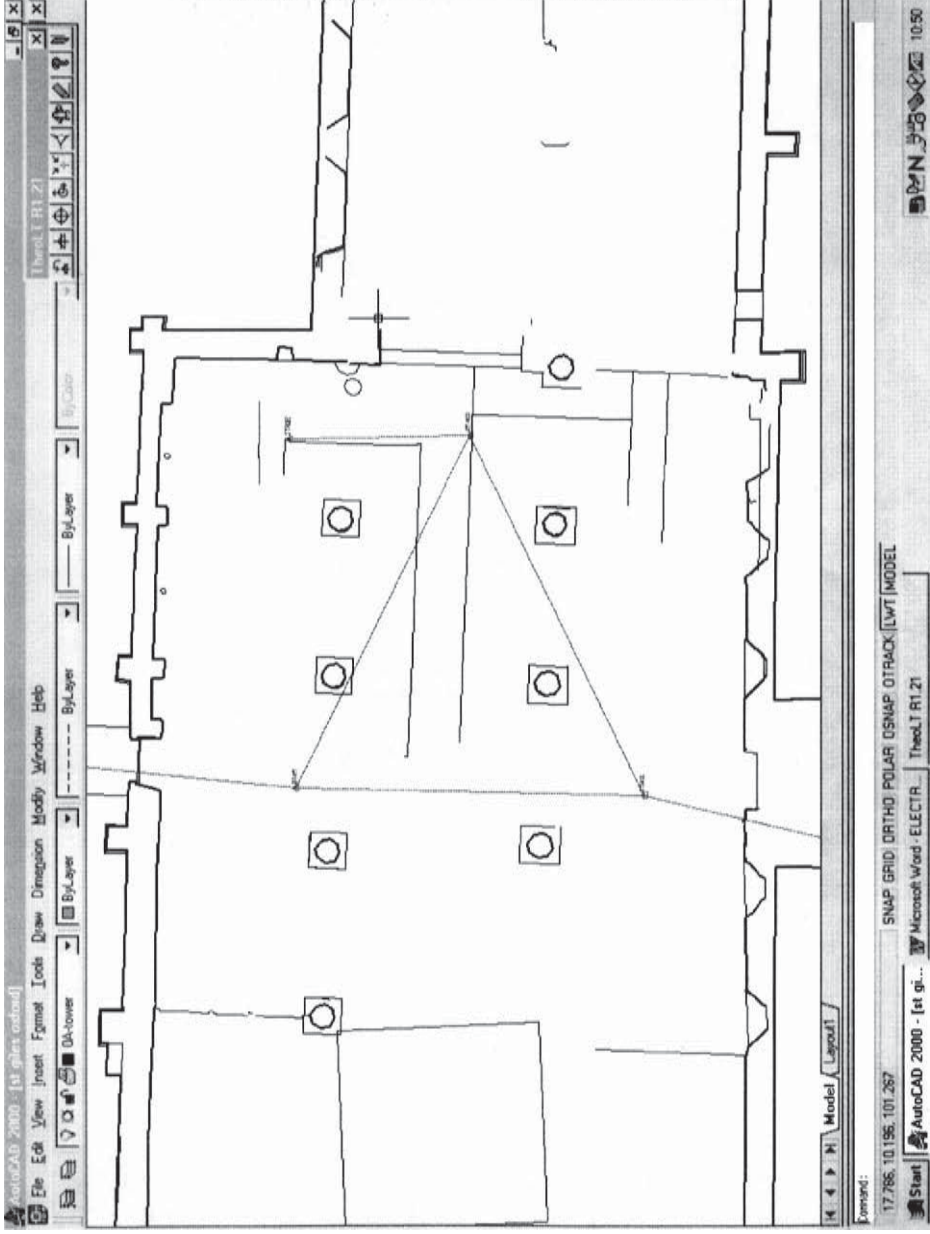 AutoCAD 2000 - [st giles oxford]
File Edit View Insert Format Tools Draw Dimension Modify Window Help
TheoLT R1.21
0A-tower ByLayer ByLayer ByLayer ByColor
Model Layout1
Command:
17.786, 10.196, 101.267 SNAP GRID ORTHO POLAR OSNAP OTRACK LWT MODEL
Start AutoCAD 2000 - [st gi... Microsoft Word - ELECTR... TheoLT R1.21 10:50